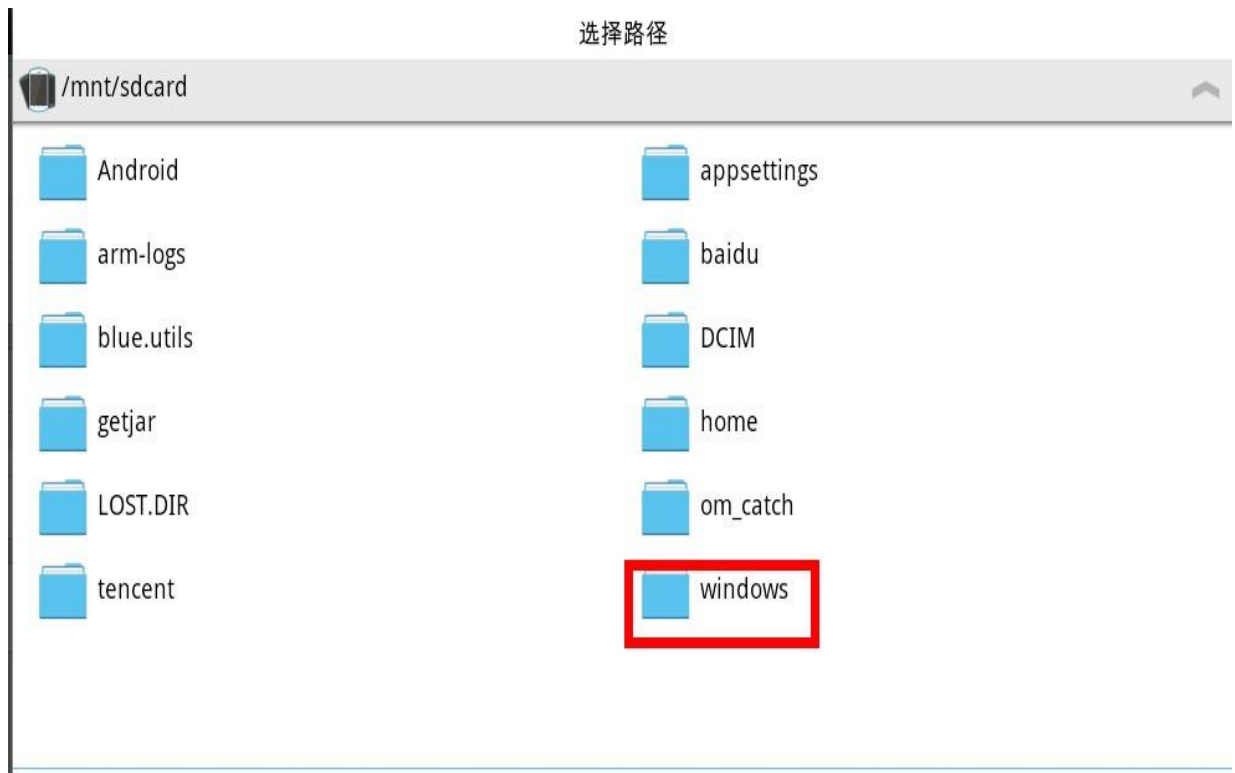 选择路径
/mnt/sdcard
Android
appsettings
arm-logs
baidu
blue.utils
DCIM
getjar
home
LOST.DIR
om_catch
tencent
windows